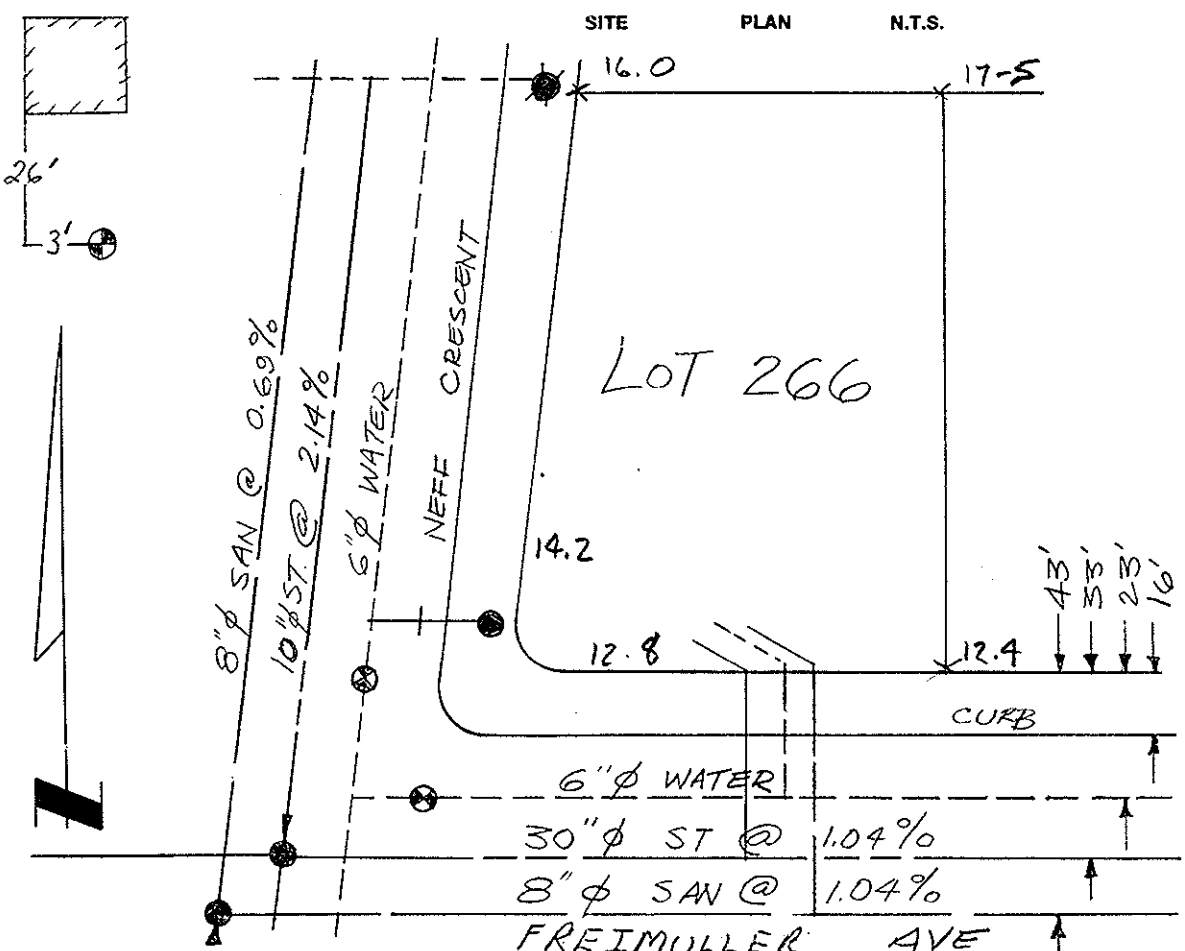 SITE PLAN N.T.S.
16.0
17-5
26'
3'
8"φ SAN @ 0.69%
10"φ ST. @ 2.14%
6"φ WATER
NEFF CRESCENT
LOT 266
14.2
12.8
12.4
43'
33'
23'
16'
CURB
6"φ WATER
30"φ ST @ 1.04%
8"φ SAN @ 1.04%
FREIMULLER AVE